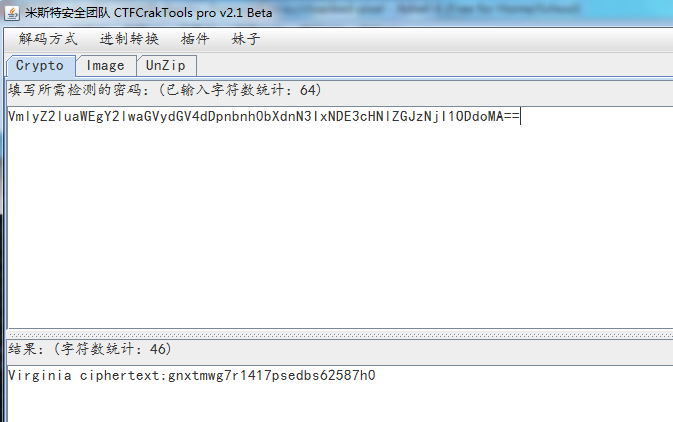 米斯特安全团队 CTFCrakTools pro v2.1 Beta
解码方式 进制转换 插件 妹子
Crypto Image UnZip
填写所需检测的密码：(已输入字符数统计：64)
VmlyZ2luaWEgY2lwaGVydGV4dDpnbnh0bXdnN3IxNDE3cHNlZGJzNjI1ODdoMA==
结果：(字符数统计：46)
Virginia ciphertext:gnxtmwg7r1417psedbs62587h0